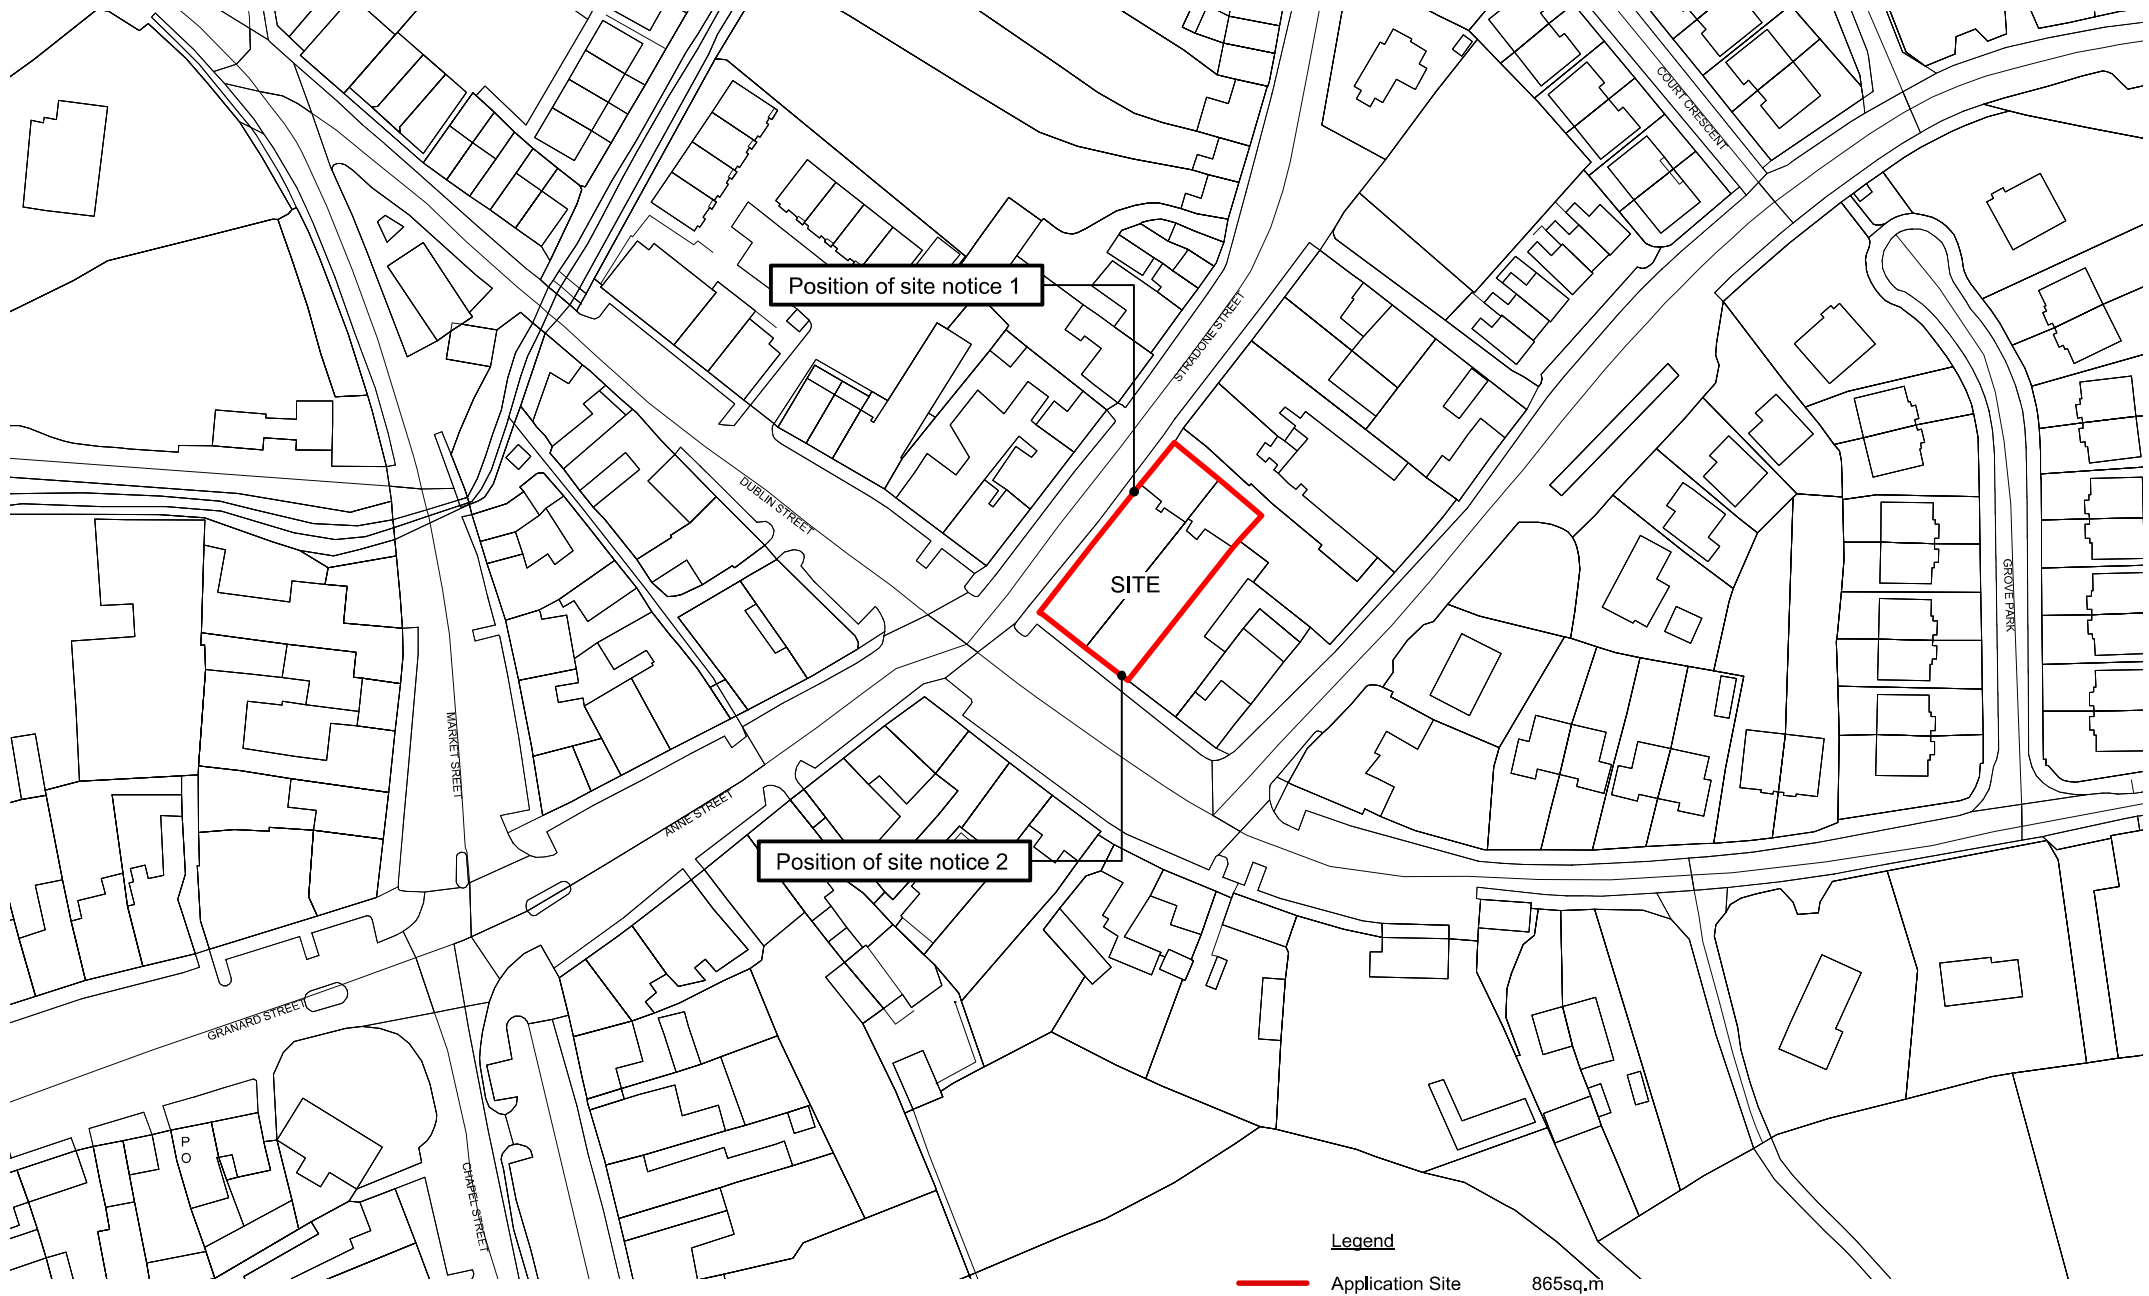 COURT CRESCENT
Position of site notice 1
STRADONE STREET
DUBLIN STREET
SITE
GROVE PARK
MARKET SREET
ANNE STREET
Position of site notice 2
GRANARD STREET
P
O
CHAPEL STREET
Legend
Application Site 865sq.m